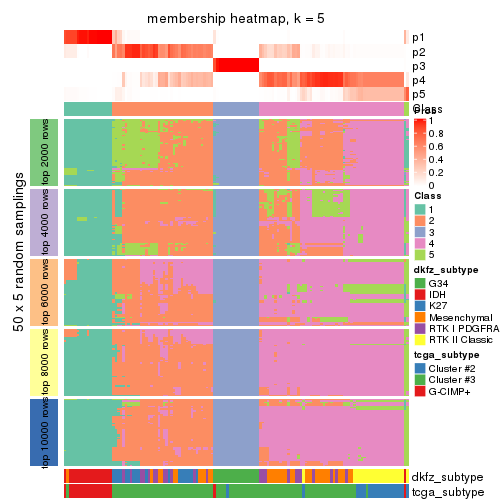 membership heatmap, k = 5
p1
p2
p3
p4
p5
Class
50 x 5 random samplings
top 2000 rows
top 4000 rows
top 6000 rows
top 8000 rows
top 10000 rows
1
0.8
0.6
0.4
0.2
0
Class
1
2
3
4
5
dkfz_subtype
G34
IDH
K27
Mesenchymal
RTK I PDGFRA
RTK II Classic
tcga_subtype
Cluster #2
Cluster #3
G-CIMP+
dkfz_subtype
tcga_subtype